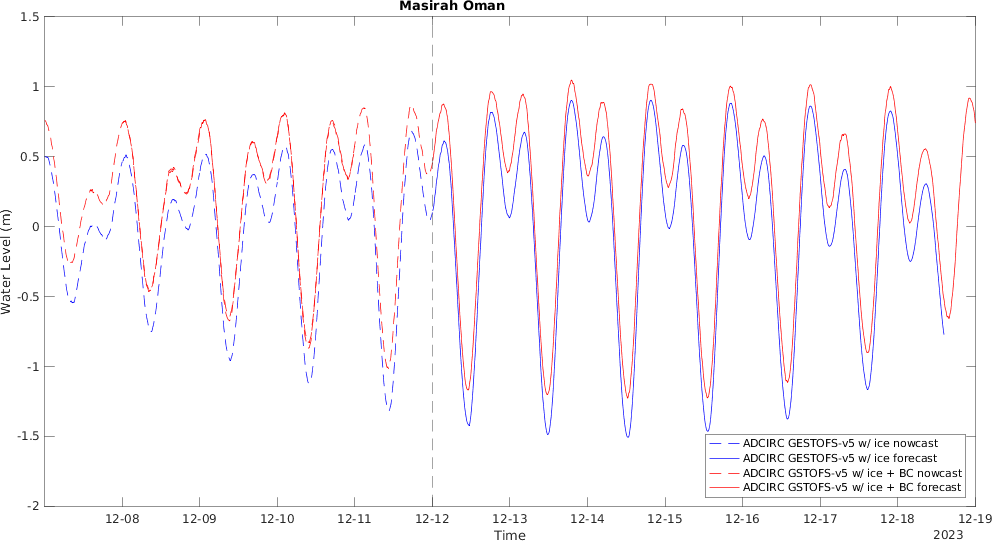 Masirah Oman
1.5
1
0.5
0
-0.5
-1
-1.5
-2
Water Level (m)
12-08 12-09 12-10 12-11 12-12 12-13 12-14 12-15 12-16 12-17 12-18 12-19
Time
2023
ADCIRC GESTOFS-v5 w/ ice nowcast
ADCIRC GESTOFS-v5 w/ ice forecast
ADCIRC GSTOFS-v5 w/ ice + BC nowcast
ADCIRC GSTOFS-v5 w/ ice + BC forecast